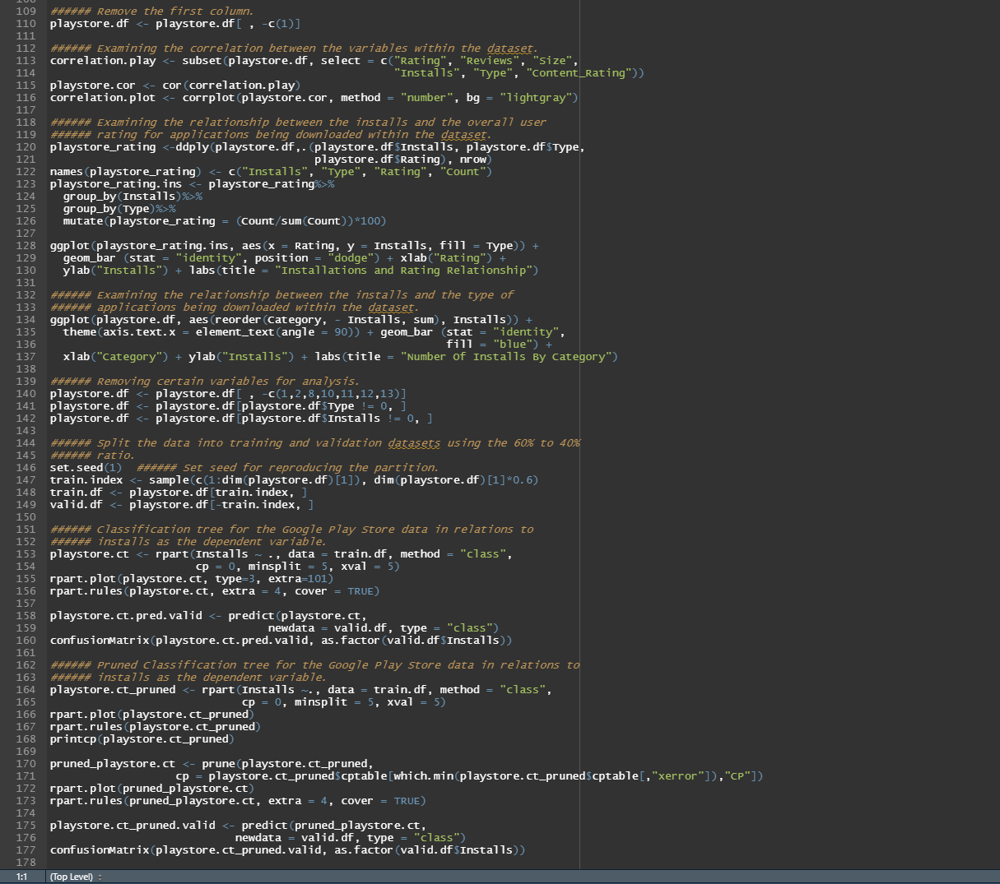 108
109 ###### Remove the first column.
110 playstore.df <- playstore.df[ , -c(1)]
111
112 ###### Examining the correlation between the variables within the dataset.
113 correlation.play <- subset(playstore.df, select = c("Rating", "Reviews", "Size",
114 "Installs", "Type", "Content_Rating"))
115 playstore.cor <- cor(correlation.play)
116 correlation.plot <- corrplot(playstore.cor, method = "number", bg = "lightgray")
117
118 ###### Examining the relationship between the installs and the overall user
119 ###### rating for applications being downloaded within the dataset.
120 playstore_rating <-ddply(playstore.df,.(playstore.df$Installs, playstore.df$Type,
121 playstore.df$Rating), nrow)
122 names(playstore_rating) <- c("Installs", "Type", "Rating", "Count")
123 playstore_rating.ins <- playstore_rating%>%
124 group_by(Installs)%>%
125 group_by(Type)%>%
126 mutate(playstore_rating = (Count/sum(Count))*100)
127
128 ggplot(playstore_rating.ins, aes(x = Rating, y = Installs, fill = Type)) +
129 geom_bar (stat = "identity", position = "dodge") + xlab("Rating") +
130 ylab("Installs") + labs(title = "Installations and Rating Relationship")
131
132 ###### Examining the relationship between the installs and the type of
133 ###### applications being downloaded within the dataset.
134 ggplot(playstore.df, aes(reorder(Category, - Installs, sum), Installs)) +
135 theme(axis.text.x = element_text(angle = 90)) + geom_bar (stat = "identity",
136 fill = "blue") +
137 xlab("Category") + ylab("Installs") + labs(title = "Number Of Installs By Category")
138
139 ###### Removing certain variables for analysis.
140 playstore.df <- playstore.df[ , -c(1,2,8,10,11,12,13)]
141 playstore.df <- playstore.df[playstore.df$Type != 0, ]
142 playstore.df <- playstore.df[playstore.df$Installs != 0, ]
143
144 ###### Split the data into training and validation datasets using the 60% to 40%
145 ###### ratio.
146 set.seed(1) ###### Set seed for reproducing the partition.
147 train.index <- sample(c(1:dim(playstore.df)[1]), dim(playstore.df)[1]*0.6)
148 train.df <- playstore.df[train.index, ]
149 valid.df <- playstore.df[-train.index, ]
150
151 ###### Classification tree for the Google Play Store data in relations to
152 ###### installs as the dependent variable.
153 playstore.ct <- rpart(Installs ~ ., data = train.df, method = "class",
154 cp = 0, minsplit = 5, xval = 5)
155 rpart.plot(playstore.ct, type=3, extra=101)
156 rpart.rules(playstore.ct, extra = 4, cover = TRUE)
157
158 playstore.ct.pred.valid <- predict(playstore.ct,
159 newdata = valid.df, type = "class")
160 confusionMatrix(playstore.ct.pred.valid, as.factor(valid.df$Installs))
161
162 ###### Pruned Classification tree for the Google Play Store data in relations to
163 ###### installs as the dependent variable.
164 playstore.ct_pruned <- rpart(Installs ~., data = train.df, method = "class",
165 cp = 0, minsplit = 5, xval = 5)
166 rpart.plot(playstore.ct_pruned)
167 rpart.rules(playstore.ct_pruned)
168 printcp(playstore.ct_pruned)
169
170 pruned_playstore.ct <- prune(playstore.ct_pruned,
171 cp = playstore.ct_pruned$cptable[which.min(playstore.ct_pruned$cptable[,"xerror"]),"CP"])
172 rpart.plot(pruned_playstore.ct)
173 rpart.rules(pruned_playstore.ct, extra = 4, cover = TRUE)
174
175 playstore.ct_pruned.valid <- predict(pruned_playstore.ct,
176 newdata = valid.df, type = "class")
177 confusionMatrix(playstore.ct_pruned.valid, as.factor(valid.df$Installs))
178
1:1 (Top Level)